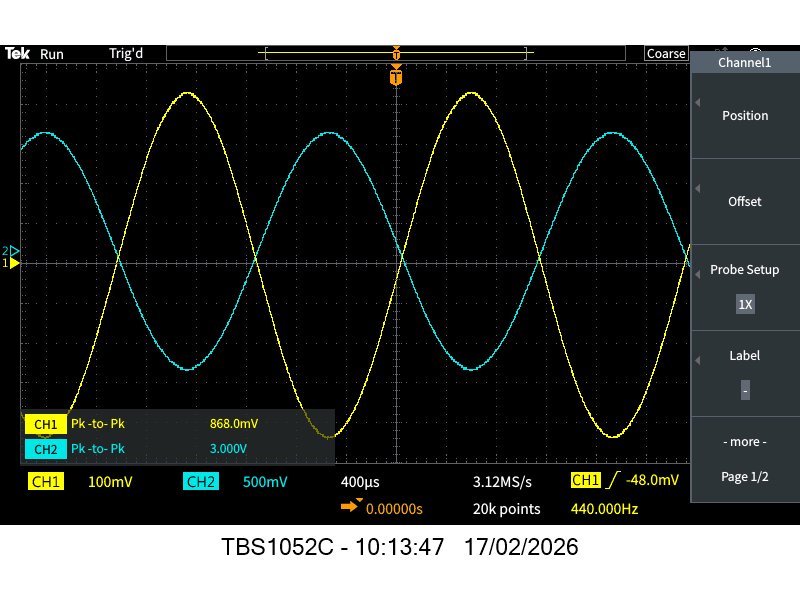 Tek Run Trig'd Coarse
Channel1
T
T
Position
Offset
2
1
Probe Setup
1X
Label
-
CH1 Pk-to-Pk 868.0mV
CH2 Pk-to-Pk 3.000V
- more -
Page 1/2
CH1 100mV CH2 500mV 400µs 3.12MS/s CH1 -48.0mV
0.00000s 20k points 440.000Hz
TBS1052C - 10:13:47 17/02/2026